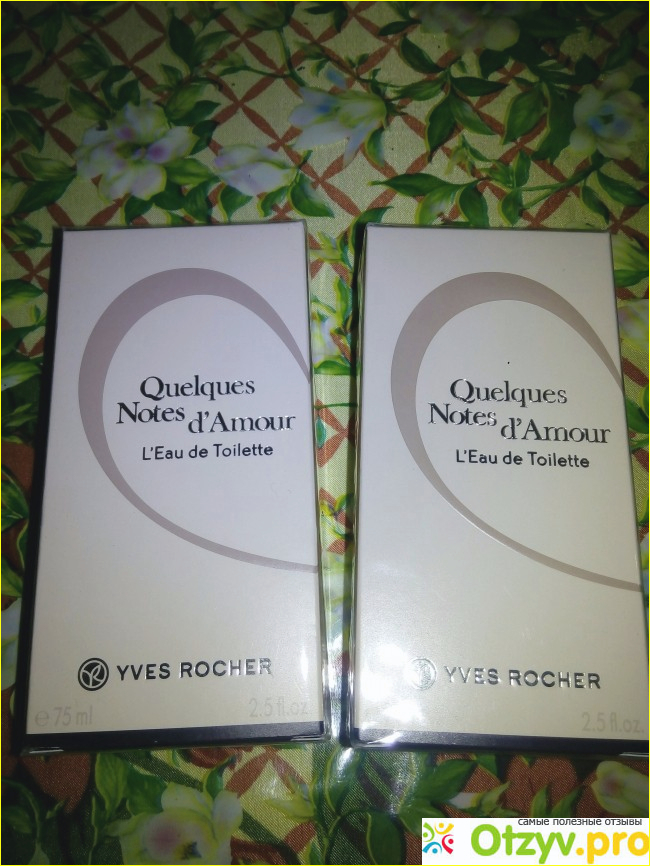 Quelques
Notes d'Amour
L'Eau de Toilette
YVES ROCHER
e 75 ml
2.5 fl.oz.
Quelques
Notes d'Amour
L'Eau de Toilette
YVES ROCHER
2.5 fl.oz.
самые полезные отзывы
Otzyv.pro